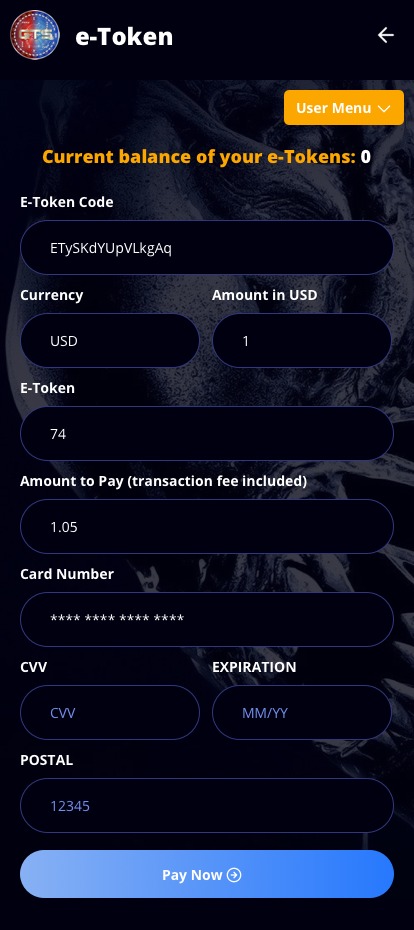 GTS
e-Token
User Menu
Current balance of your e-Tokens: 0
E-Token Code
ETySKdYUpVLkgAq
Currency
Amount in USD
USD
1
E-Token
74
Amount to Pay (transaction fee included)
1.05
Card Number
**** **** **** ****
CVV
EXPIRATION
CVV
MM/YY
POSTAL
12345
Pay Now